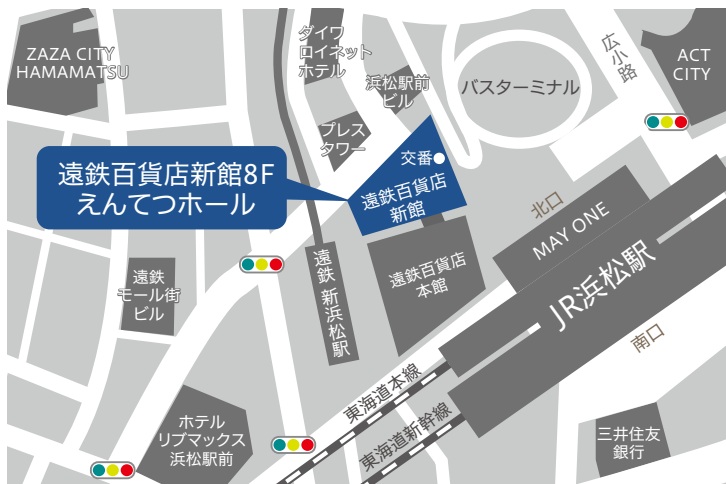 ZAZA CITY
HAMAMATSU
ダイワ
ロイネット
ホテル
浜松駅前
ビル
バスターミナル
広小路
ACT
CITY
プレス
タワー
交番
遠鉄百貨店
新館
遠鉄百貨店新館8F
えんてつホール
北口
MAY ONE
遠鉄
モール街
ビル
遠鉄 新浜松駅
遠鉄百貨店
本館
JR浜松駅
南口
東海道本線
東海道新幹線
ホテル
リブマックス
浜松駅前
三井住友
銀行